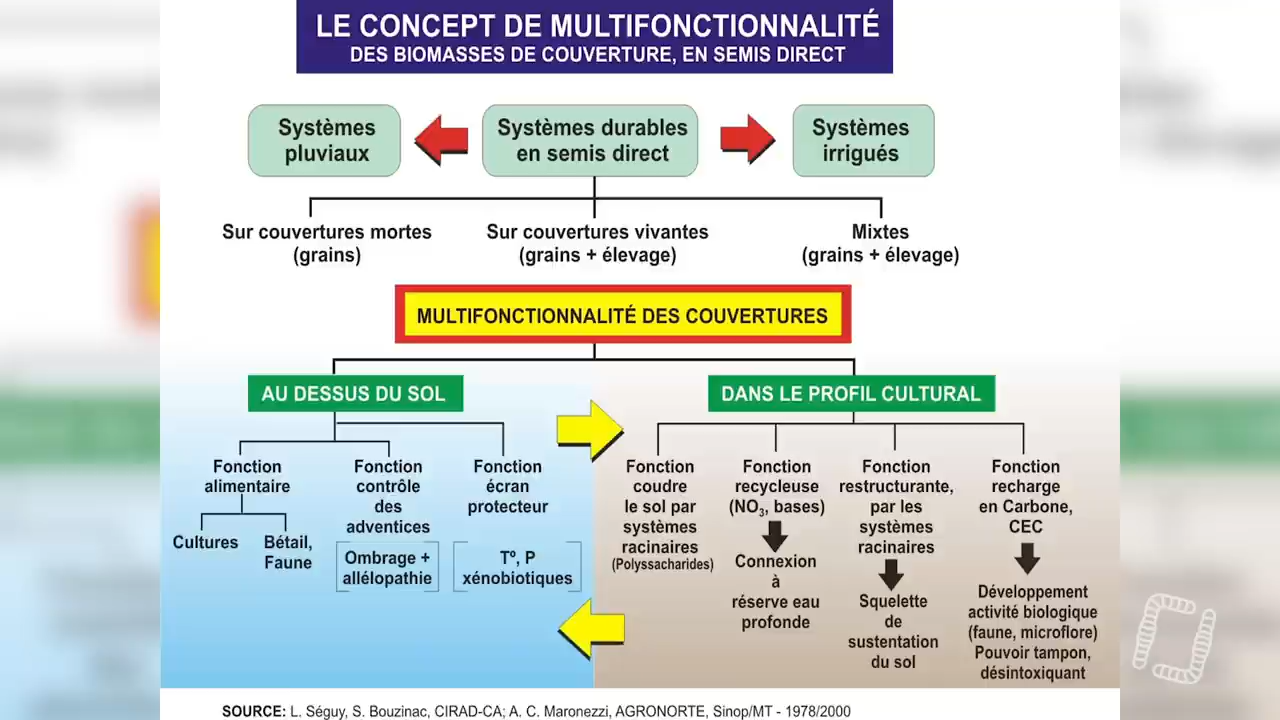 LE CONCEPT DE MULTIFONCTIONNALITÉ
DES BIOMASSES DE COUVERTURE, EN SEMIS DIRECT
Systèmes
pluviaux
Systèmes durables
en semis direct
Systèmes
irrigués
Sur couvertures mortes
(grains)
Sur couvertures vivantes
(grains + élevage)
Mixtes
(grains + élevage)
MULTIFONCTIONNALITÉ DES COUVERTURES
AU DESSUS DU SOL
Fonction
alimentaire
Cultures
Bétail,
Faune
Fonction
contrôle
des
adventices
Ombrage +
allélopathie
Fonction
écran
protecteur
Tº, P
xénobiotiques
DANS LE PROFIL CULTURAL
Fonction
coudre
le sol par
systèmes
racinaires
(Polyssacharides)
Fonction
recycleuse
(NO₃, bases)
Connexion
à
réserve eau
profonde
Fonction
restructurante,
par les
systèmes
racinaires
Squelette
de
sustentation
du sol
Fonction
recharge
en Carbone,
CEC
Développement
activité biologique
(faune, microflore)
Pouvoir tampon,
désintoxiquant
SOURCE: L. Séguy, S. Bouzinac, CIRAD-CA; A. C. Maronezzi, AGRONORTE, Sinop/MT - 1978/2000